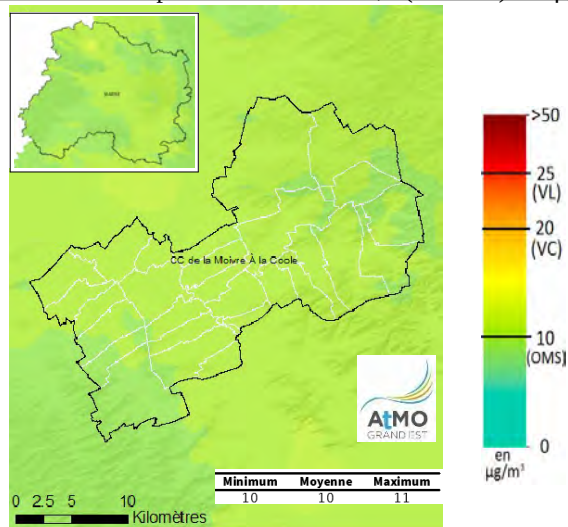 CC de la Moivre À la Coole
AtMO
GRAND EST
Minimum Moyenne Maximum
10 10 11
0 2.5 5 10
Kilomètres
>50
25
(VL)
20
(VC)
10
(OMS)
0
en
µg/m³